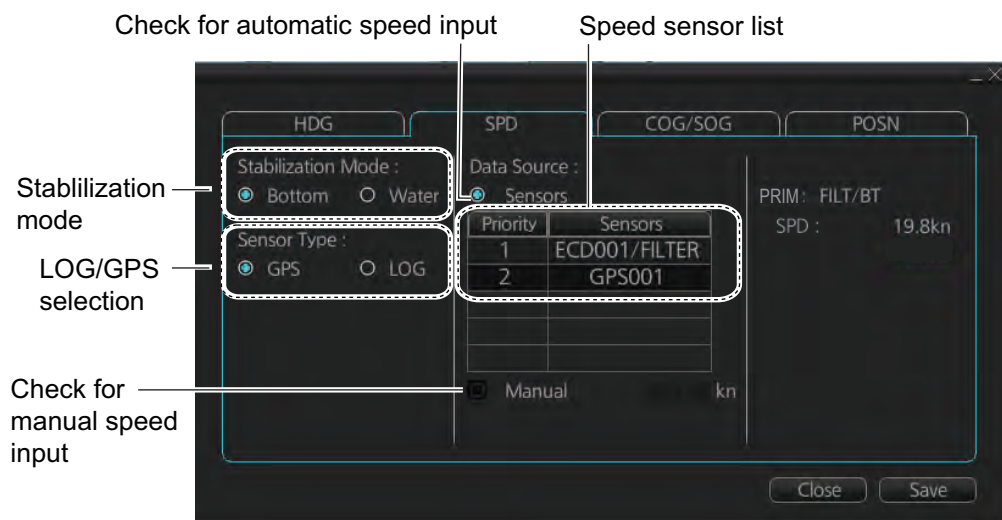 Check for automatic speed input
Speed sensor list
HDG
SPD
COG/SOG
POSN
Stablilization
mode
Stabilization Mode :
Bottom
Water
LOG/GPS
selection
Sensor Type :
GPS
LOG
Check for
manual speed
input
Data Source :
Sensors
Priority Sensors
1 ECD001/FILTER
2 GPS001
Manual kn
PRIM: FILT/BT
SPD : 19.8kn
Close
Save